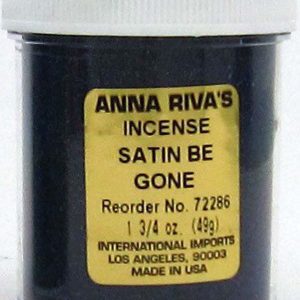 ANNA RIVA'S
INCENSE
SATIN BE
GONE
Reorder No. 72286
1 3/4 oz. (49g)
INTERNATIONAL IMPORTS
LOS ANGELES, 90003
MADE IN USA